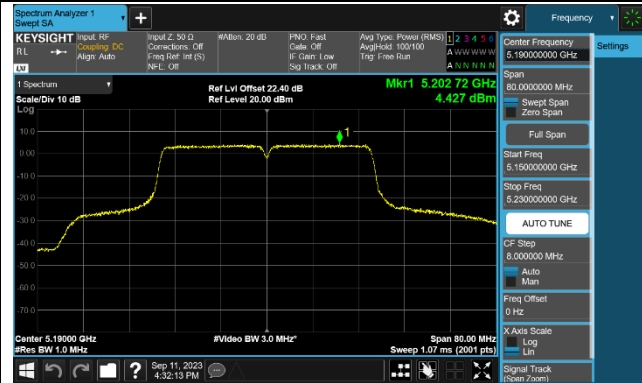 Spectrum Analyzer 1
Swept SA
Frequency
KEYSIGHT
RL
Input: RF
Coupling: DC
Align: Auto
Input Z: 50 Ω
Corrections: Off
Freq Ref: Int (S)
NFE: Off
#Atten: 20 dB
PNO: Fast
Gate: Off
IF Gain: Low
Sig Track: Off
Avg Type: Power (RMS)
Avg|Hold: 100/100
Trig: Free Run
1 2 3 4 5 6
A W W W W W
A N N N N N
LXI
1 Spectrum
Scale/Div 10 dB
Log
Ref Lvl Offset 22.40 dB
Ref Level 20.00 dBm
Mkr1 5.202 72 GHz
4.427 dBm
1
10.0
0.00
-10.0
-20.0
-30.0
-40.0
-50.0
-60.0
-70.0
Center 5.19000 GHz
#Res BW 1.0 MHz
#Video BW 3.0 MHz*
Span 80.00 MHz
Sweep 1.07 ms (2001 pts)
?
Sep 11, 2023
4:32:13 PM
Center Frequency
5.190000000 GHz
Span
80.0000000 MHz
Swept Span
Zero Span
Full Span
Start Freq
5.150000000 GHz
Stop Freq
5.230000000 GHz
AUTO TUNE
CF Step
8.000000 MHz
Auto
Man
Freq Offset
0 Hz
X Axis Scale
Log
Lin
Signal Track
(Span Zoom)
Settings